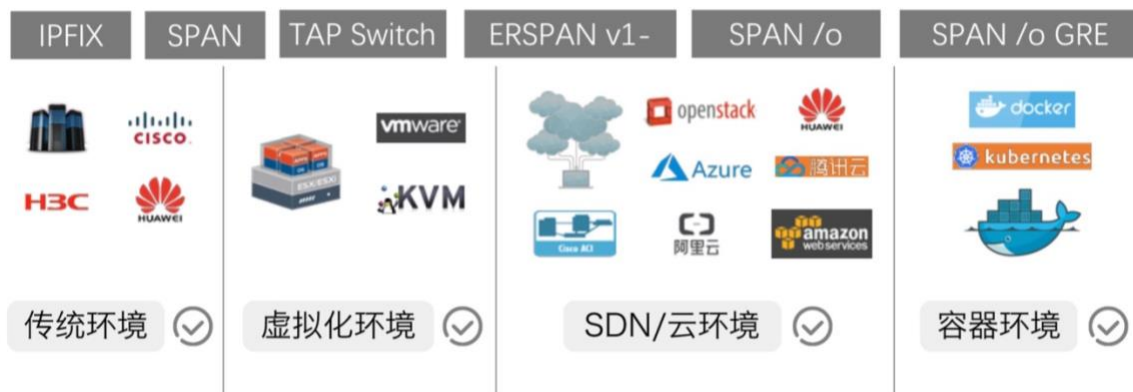 IPFIX
SPAN
TAP Switch
ERSPAN v1-
SPAN /o
SPAN /o GRE
CISCO
H3C
HUAWEI
vmware
ESX/ESXi
KVM
openstack
HUAWEI
Azure
腾讯云
Cisco ACI
阿里云
amazon
webservices
docker
kubernetes
传统环境
虚拟化环境
SDN/云环境
容器环境